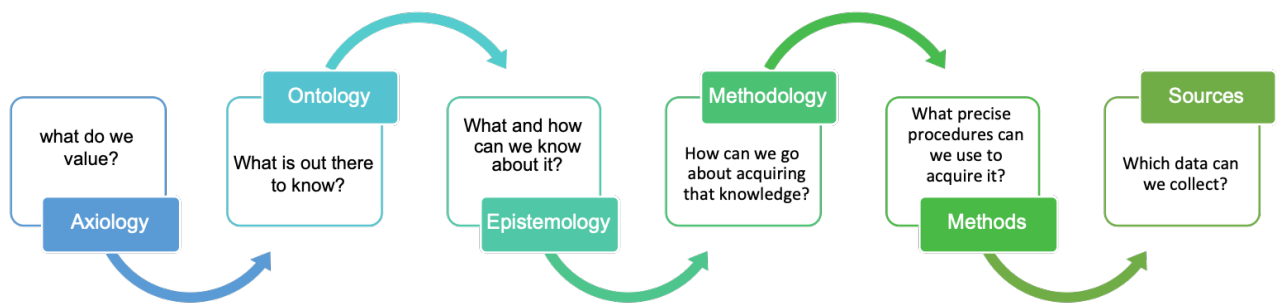 what do we
value?
Axiology
Ontology
What is out there
to know?
What and how
can we know
about it?
Epistemology
Methodology
How can we go
about acquiring
that knowledge?
What precise
procedures can
we use to
acquire it?
Methods
Sources
Which data can
we collect?